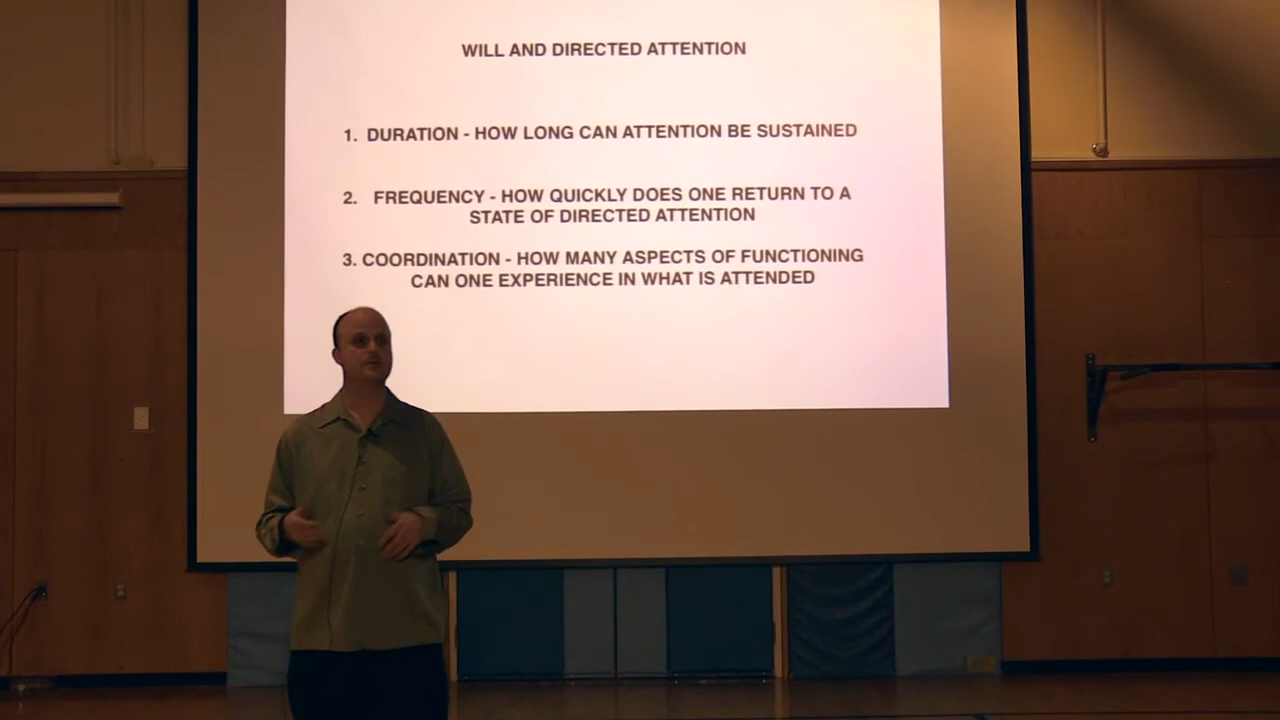 WILL AND DIRECTED ATTENTION
1. DURATION - HOW LONG CAN ATTENTION BE SUSTAINED
2. FREQUENCY - HOW QUICKLY DOES ONE RETURN TO A
STATE OF DIRECTED ATTENTION
3. COORDINATION - HOW MANY ASPECTS OF FUNCTIONING
CAN ONE EXPERIENCE IN WHAT IS ATTENDED